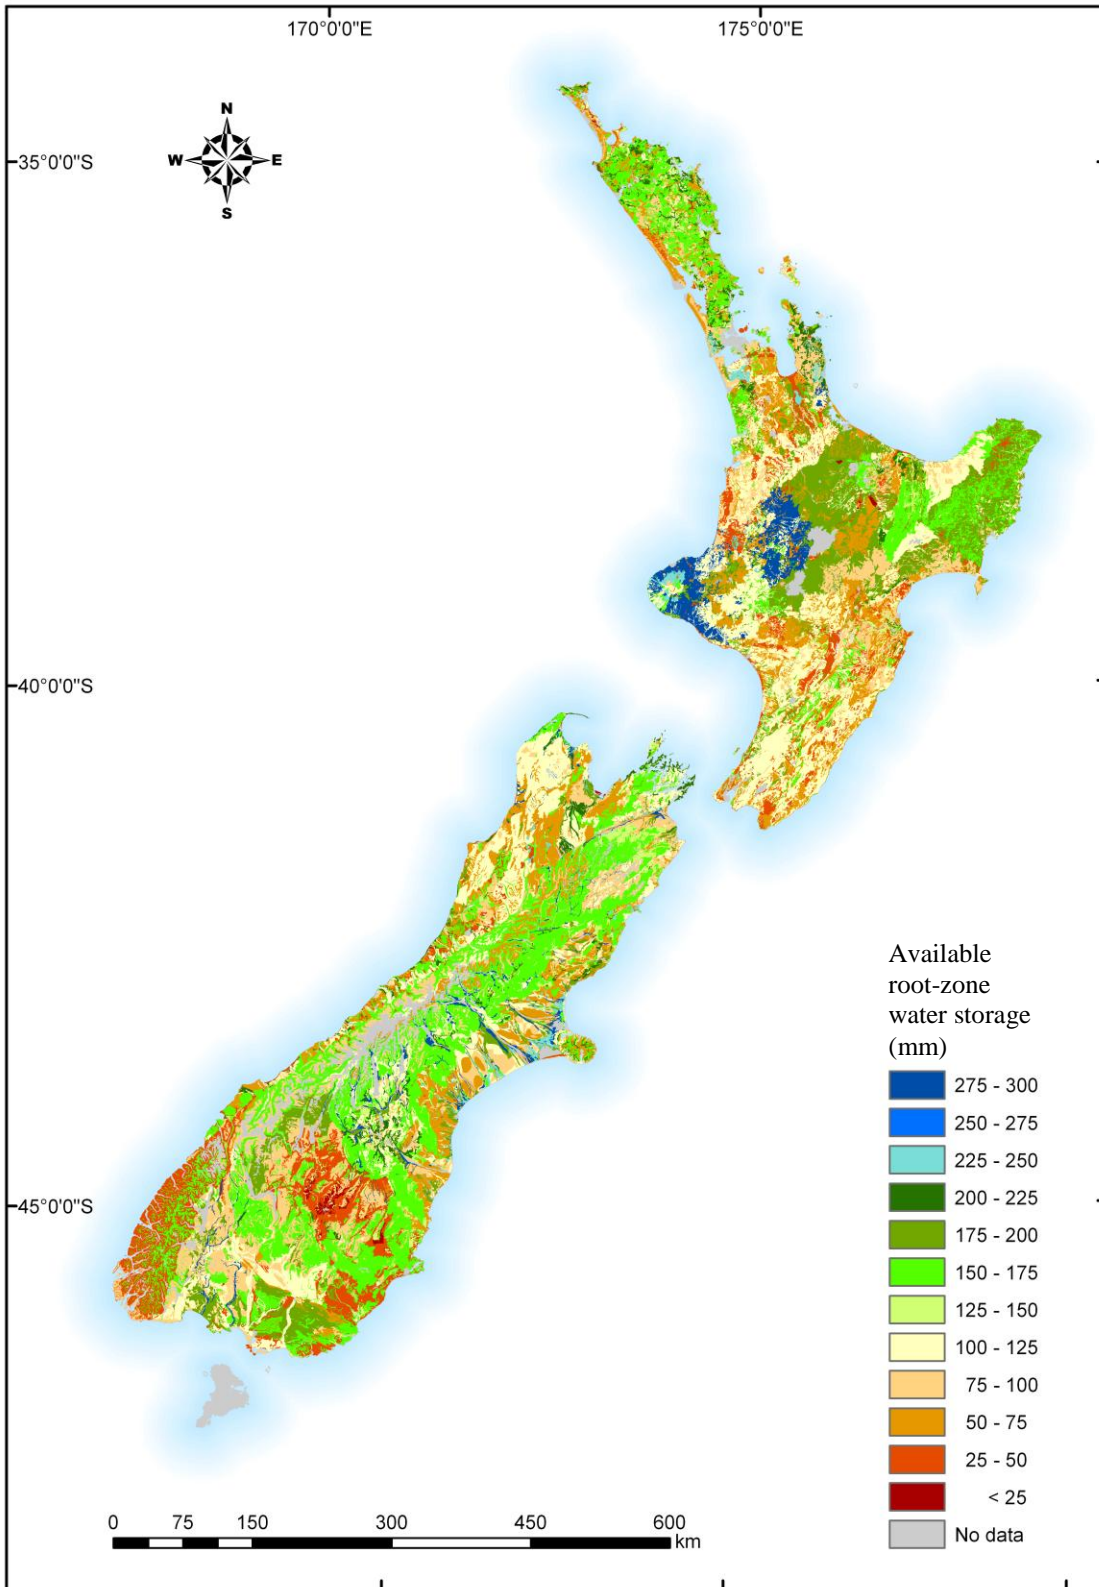 170°0'0"E 175°0'0"E
N
W E
S
35°0'0"S
40°0'0"S
45°0'0"S
Available
root-zone
water storage
(mm)
275 - 300
250 - 275
225 - 250
200 - 225
175 - 200
150 - 175
125 - 150
100 - 125
75 - 100
50 - 75
25 - 50
< 25
No data
0 75 150 300 450 600
km